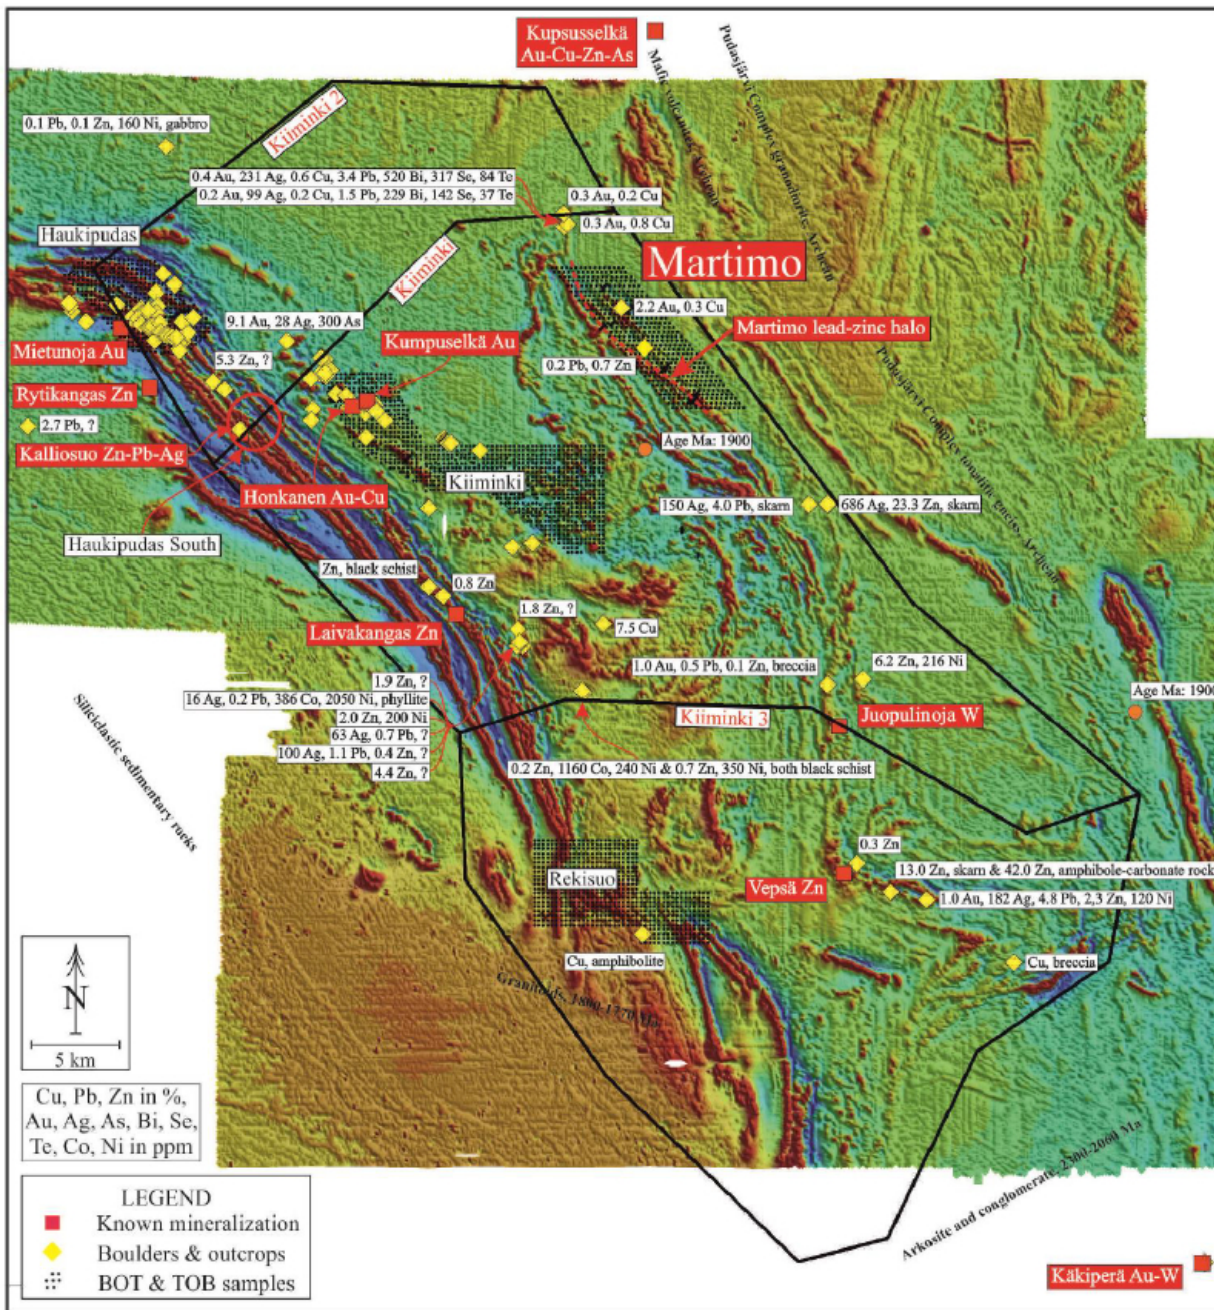 Kupsusselkä
Au-Cu-Zn-As
Mafic volcanics, Archean
Pudasjärvi Complex granodiorite, Archean
0.1 Pb, 0.1 Zn, 160 Ni, gabbro
Kiiminki 2
0.4 Au, 231 Ag, 0.6 Cu, 3.4 Pb, 520 Bi, 317 Se, 84 Te
0.2 Au, 99 Ag, 0.2 Cu, 1.5 Pb, 229 Bi, 142 Se, 37 Te
0.3 Au, 0.2 Cu
0.3 Au, 0.8 Cu
Haukipudas
Kiiminki
Martimo
2.2 Au, 0.3 Cu
9.1 Au, 28 Ag, 300 As
Martimo lead-zinc halo
Mietunoja Au
Kumpuselkä Au
5.3 Zn, ?
0.2 Pb, 0.7 Zn
Pudasjärvi Complex tonalitic gneiss, Archean
Rytikangas Zn
2.7 Pb, ?
Kalliosuo Zn-Pb-Ag
Age Ma: 1900
Kiiminki
Honkanen Au-Cu
150 Ag, 4.0 Pb, skarn
686 Ag, 23.3 Zn, skarn
Haukipudas South
Zn, black schist
0.8 Zn
1.8 Zn, ?
7.5 Cu
Laivakangas Zn
1.0 Au, 0.5 Pb, 0.1 Zn, breccia
6.2 Zn, 216 Ni
1.9 Zn, ?
16 Ag, 0.2 Pb, 386 Co, 2050 Ni, phyllite
2.0 Zn, 200 Ni
63 Ag, 0.7 Pb, ?
100 Ag, 1.1 Pb, 0.4 Zn, ?
4.4 Zn, ?
Age Ma: 1900
Kiiminki 3
Juopulinoja W
Siliciclastic sedimentary rocks
0.2 Zn, 1160 Co, 240 Ni & 0.7 Zn, 350 Ni, both black schist
0.3 Zn
Rekisuo
Vepsä Zn
13.0 Zn, skarn & 42.0 Zn, amphibole-carbonate rock
1.0 Au, 182 Ag, 4.8 Pb, 2,3 Zn, 120 Ni
Cu, amphibolite
Cu, breccia
Granitoids, 1800-1770 Ma
N
5 km
Cu, Pb, Zn in %,
Au, Ag, As, Bi, Se,
Te, Co, Ni in ppm
Arkosite and conglomerate, 2300-2060 Ma
LEGEND
Known mineralization
Boulders & outcrops
BOT & TOB samples
Käkiperä Au-W